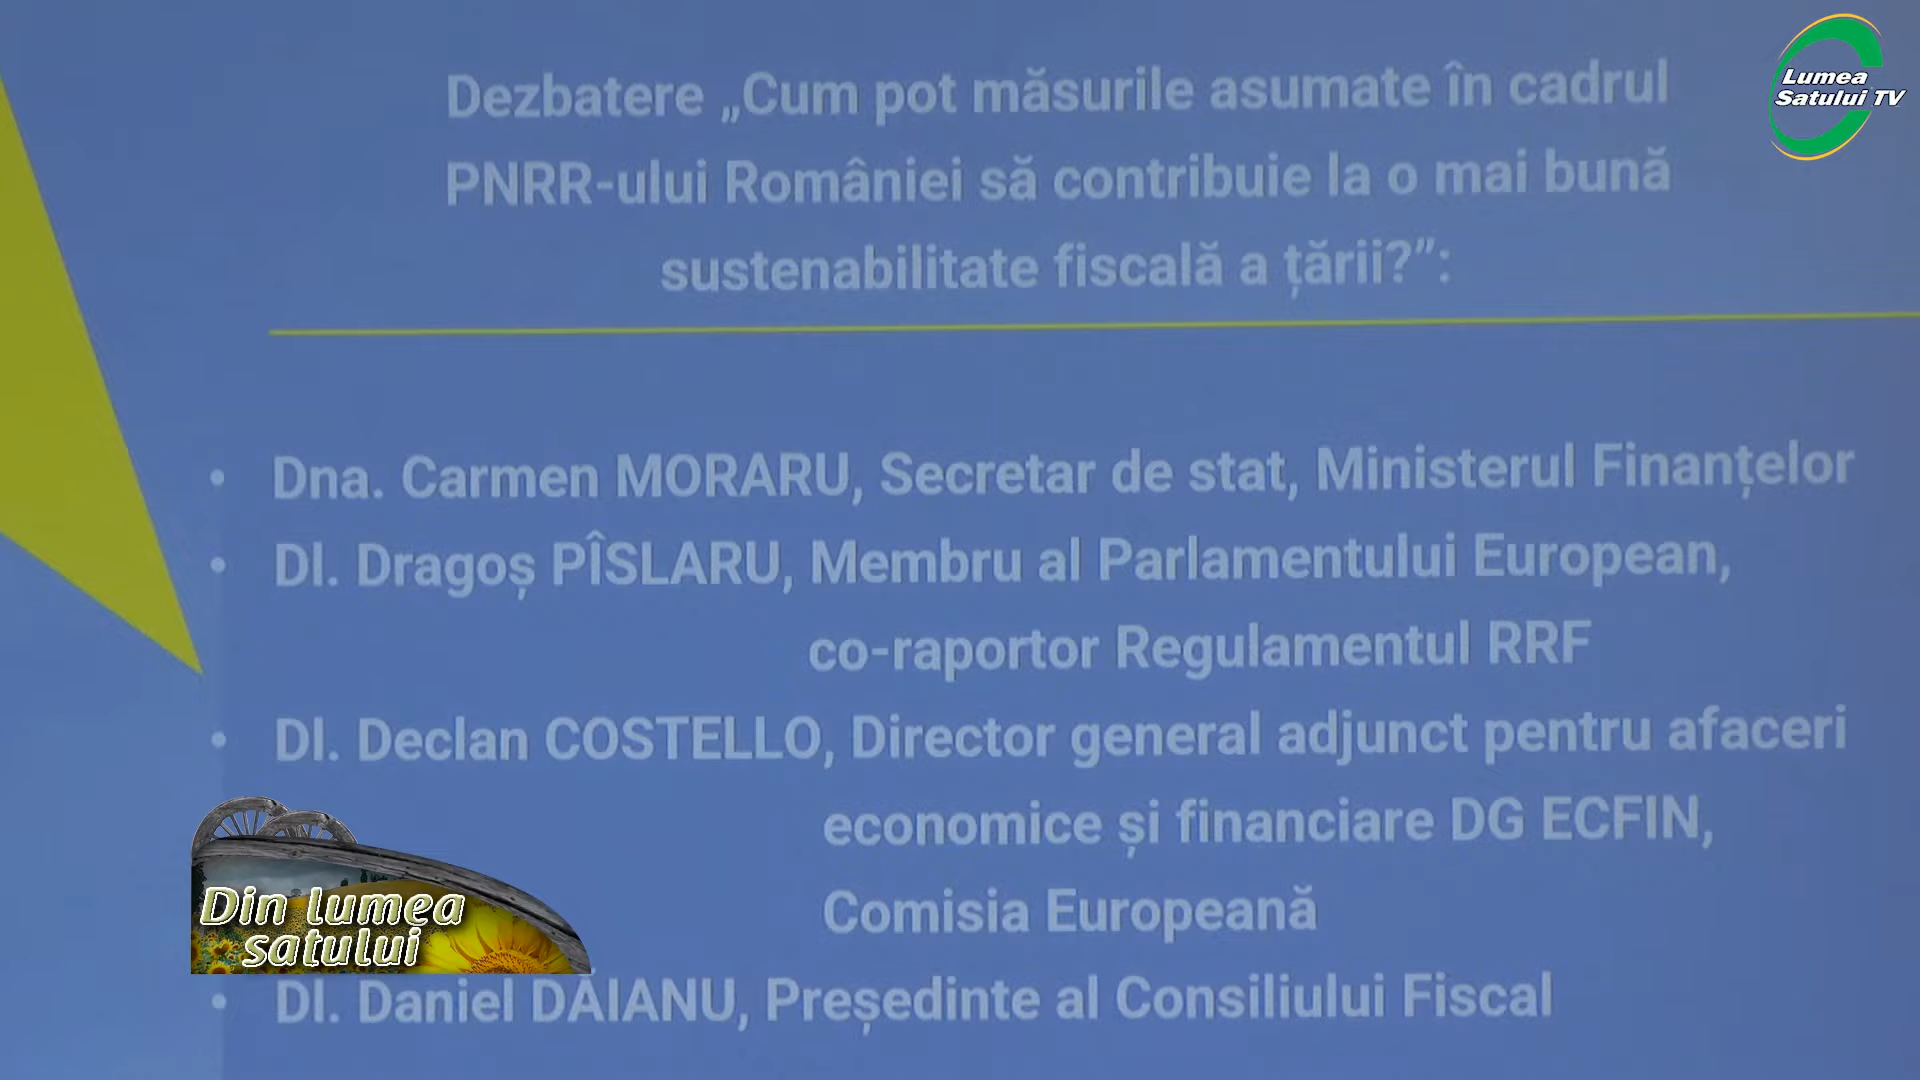 Lumea
Satului TV
Dezbatere „Cum pot măsurile asumate în cadrul
PNRR-ului României să contribuie la o mai bună
sustenabilitate fiscală a țării?”:
• Dna. Carmen MORARU, Secretar de stat, Ministerul Finanțelor
• Dl. Dragoș PÎSLARU, Membru al Parlamentului European,
co-raportor Regulamentul RRF
• Dl. Declan COSTELLO, Director general adjunct pentru afaceri
economice și financiare DG ECFIN,
Comisia Europeană
• Dl. Daniel DĂIANU, Președinte al Consiliului Fiscal
Din lumea
satului